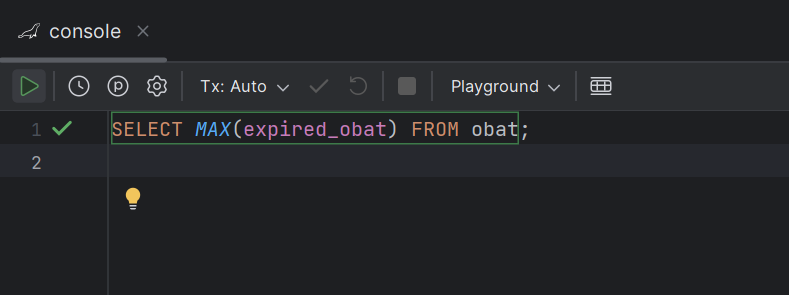 console
Tx: Auto
Playground
1 SELECT MAX(expired_obat) FROM obat;
2